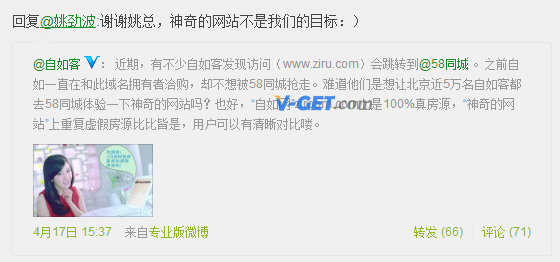 回复@姚劲波:谢谢姚总，神奇的网站不是我们的目标：）
@自如客 ： 近期，有不少自如客发现访问（www.ziru.com）会跳转到@58同城 。之前自
如一直在和此域名拥有者洽购，却不想被58同城抢走。难道他们是想让北京近5万名自如客都
去58同城体验一下神奇的网站吗？也好，“自如 是100%真房源，“神奇的网
站”上重复虚假房源比比皆是，用户可以有清晰对比喽。
V-GET.com
ziru.com
4月17日 15:37 来自专业版微博 转发 (66) | 评论 (71)